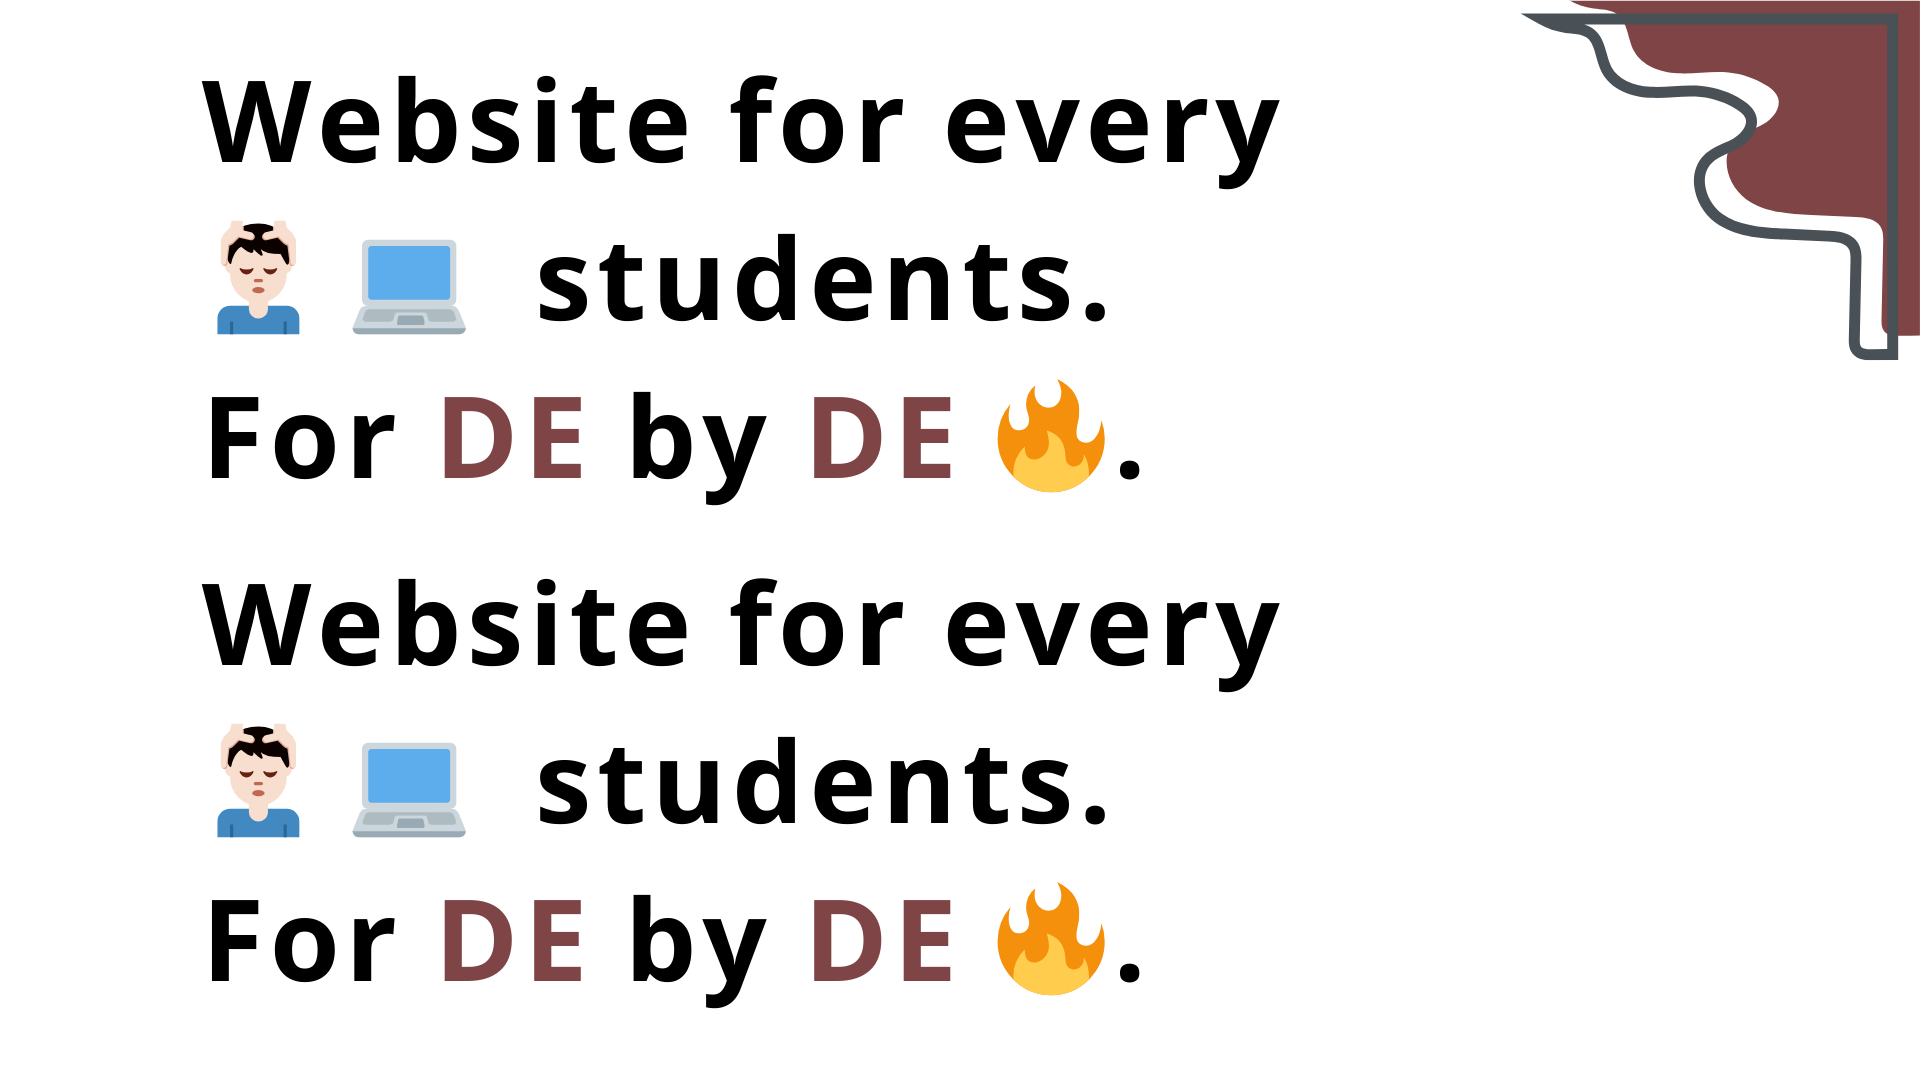 Website for every
💆🏻‍♂️ 💻 students.
For DE by DE 🔥.
Website for every
💆🏻‍♂️ 💻 students.
For DE by DE 🔥.